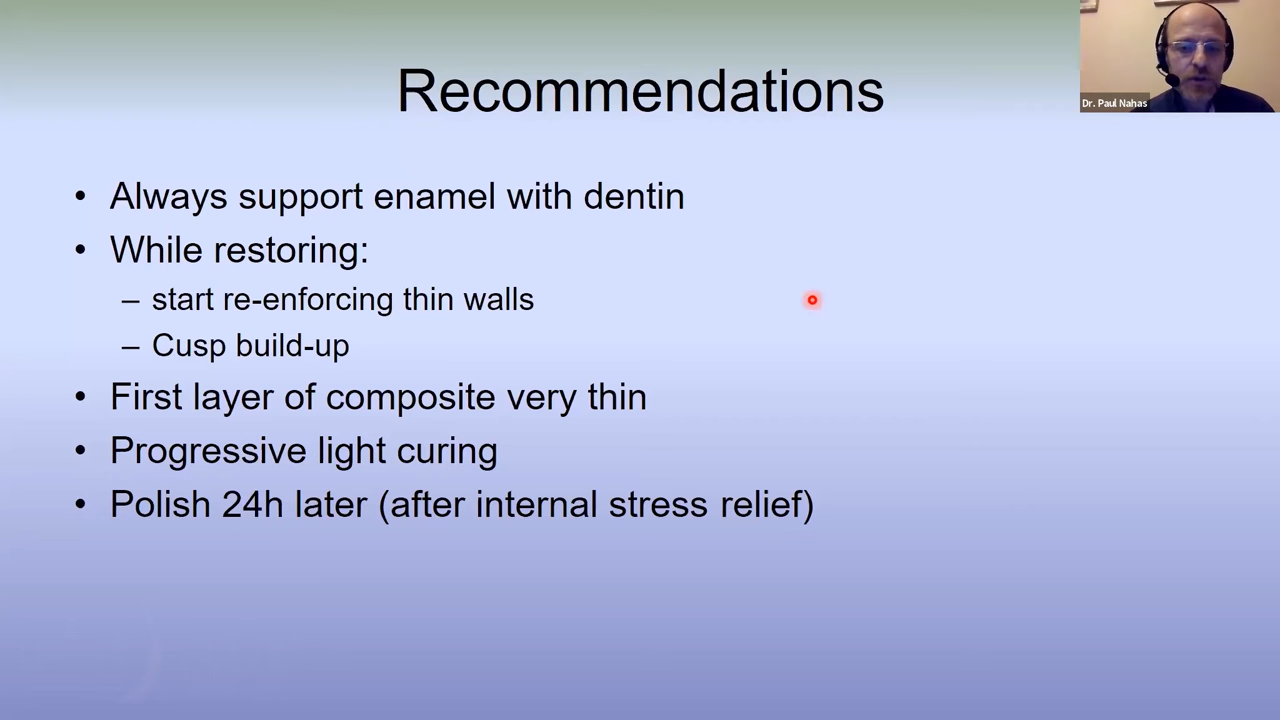 Recommendations
Dr. Paul Nahas
• Always support enamel with dentin
• While restoring:
– start re-enforcing thin walls
– Cusp build-up
• First layer of composite very thin
• Progressive light curing
• Polish 24h later (after internal stress relief)